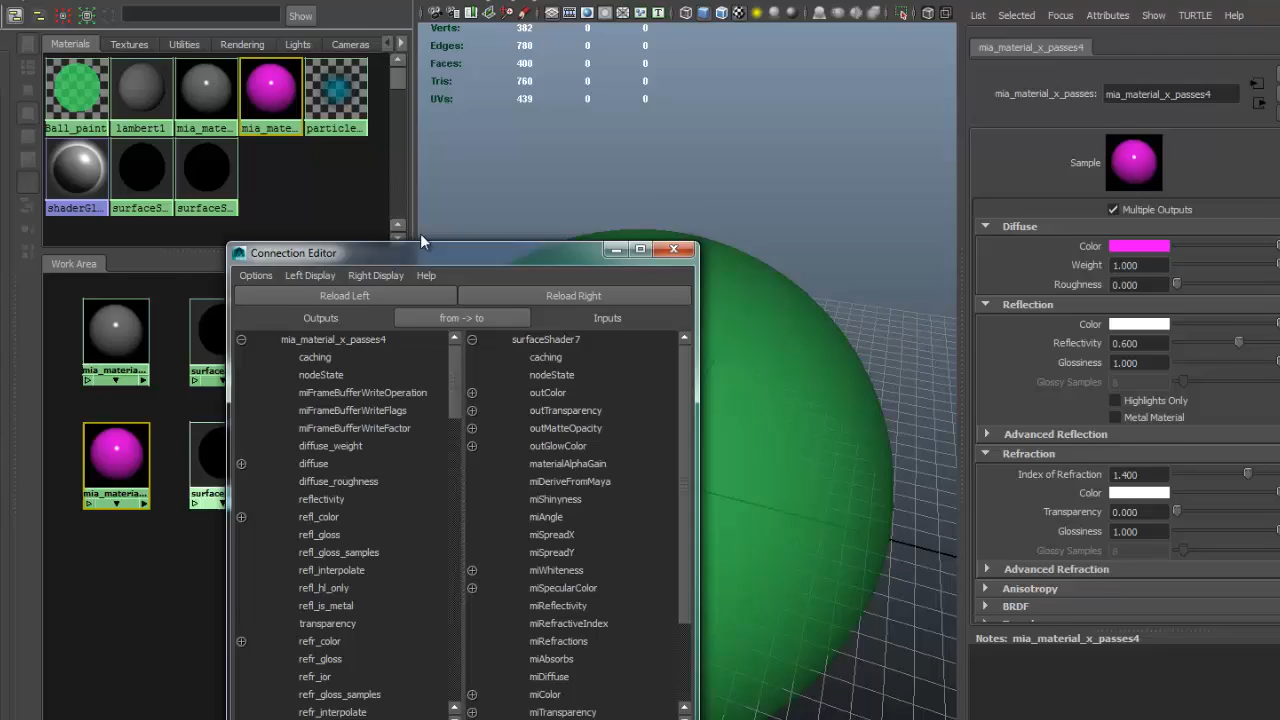 Show
List Selected Focus Attributes Show TURTLE Help
Materials Textures Utilities Rendering Lights Cameras
Verts: 382 0 0
Edges: 780 0 0
Faces: 400 0 0
Tris: 760 0 0
UVs: 439 0 0
Ball_paint lambert1 mia_mate... mia_mate... particle...
shaderGl... surfaceS... surfaceS...
Work Area
mia_materia...
mia_materia...
Connection Editor
Options Left Display Right Display Help
Reload Left Reload Right
Outputs from -> to Inputs
mia_material_x_passes4 surfaceShader7
caching caching
nodeState nodeState
miFrameBufferWriteOperation outColor
miFrameBufferWriteFlags outTransparency
miFrameBufferWriteFactor outMatteOpacity
diffuse_weight outGlowColor
diffuse materialAlphaGain
diffuse_roughness miDeriveFromMaya
reflectivity miShinyness
refl_color miAngle
refl_gloss miSpreadX
refl_gloss_samples miSpreadY
refl_interpolate miWhiteness
refl_hl_only miSpecularColor
refl_is_metal miReflectivity
transparency miRefractiveIndex
refr_color miRefractions
refr_gloss miAbsorbs
refr_ior miDiffuse
refr_gloss_samples miColor
refr_interpolate miTransparency
mia_material_x_passes4
mia_material_x_passes: mia_material_x_passes4
Sample
Multiple Outputs
Diffuse
Color
Weight 1.000
Roughness 0.000
Reflection
Color
Reflectivity 0.600
Glossiness 1.000
Glossy Samples 8
Highlights Only
Metal Material
Advanced Reflection
Refraction
Index of Refraction 1.400
Color
Transparency 0.000
Glossiness 1.000
Glossy Samples 8
Advanced Refraction
Anisotropy
BRDF
Notes: mia_material_x_passes4